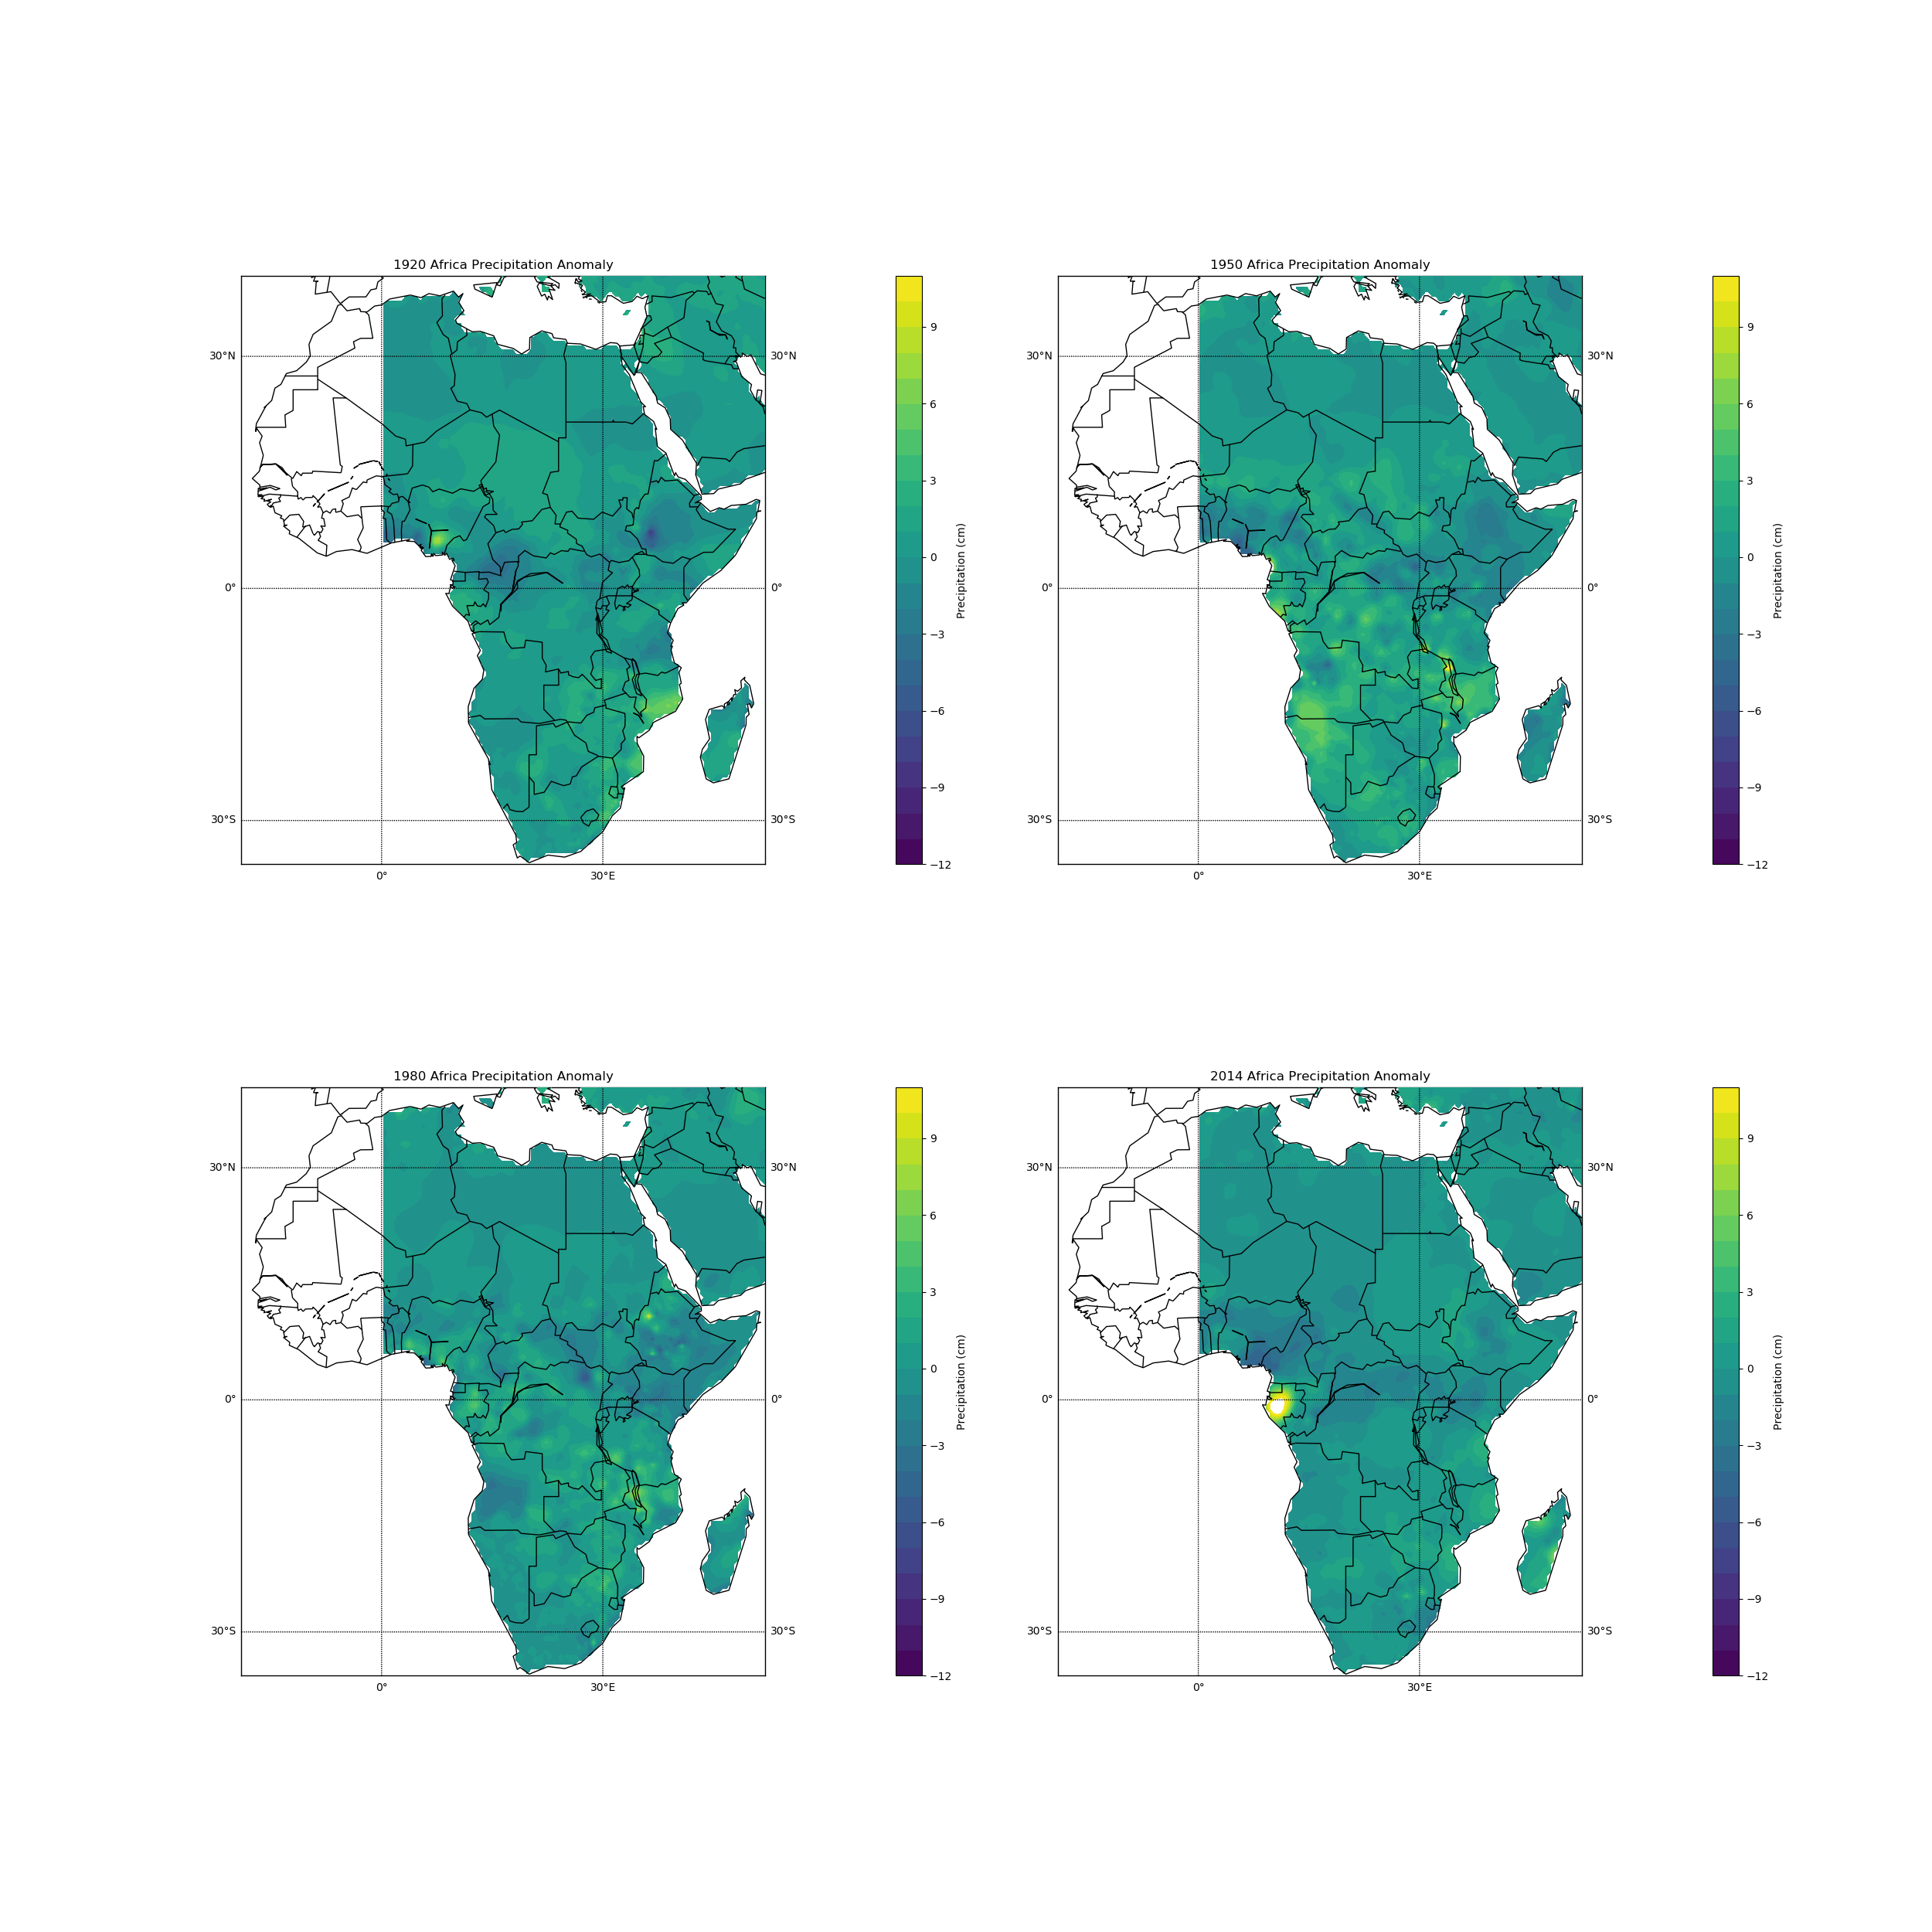 1920 Africa Precipitation Anomaly
30°N
0°
30°S
30°N
0°
30°S
0°
30°E
9
6
3
0
−3
−6
−9
−12
Precipitation (cm)
1950 Africa Precipitation Anomaly
30°N
0°
30°S
30°N
0°
30°S
0°
30°E
9
6
3
0
−3
−6
−9
−12
Precipitation (cm)
1980 Africa Precipitation Anomaly
30°N
0°
30°S
30°N
0°
30°S
0°
30°E
9
6
3
0
−3
−6
−9
−12
Precipitation (cm)
2014 Africa Precipitation Anomaly
30°N
0°
30°S
30°N
0°
30°S
0°
30°E
9
6
3
0
−3
−6
−9
−12
Precipitation (cm)